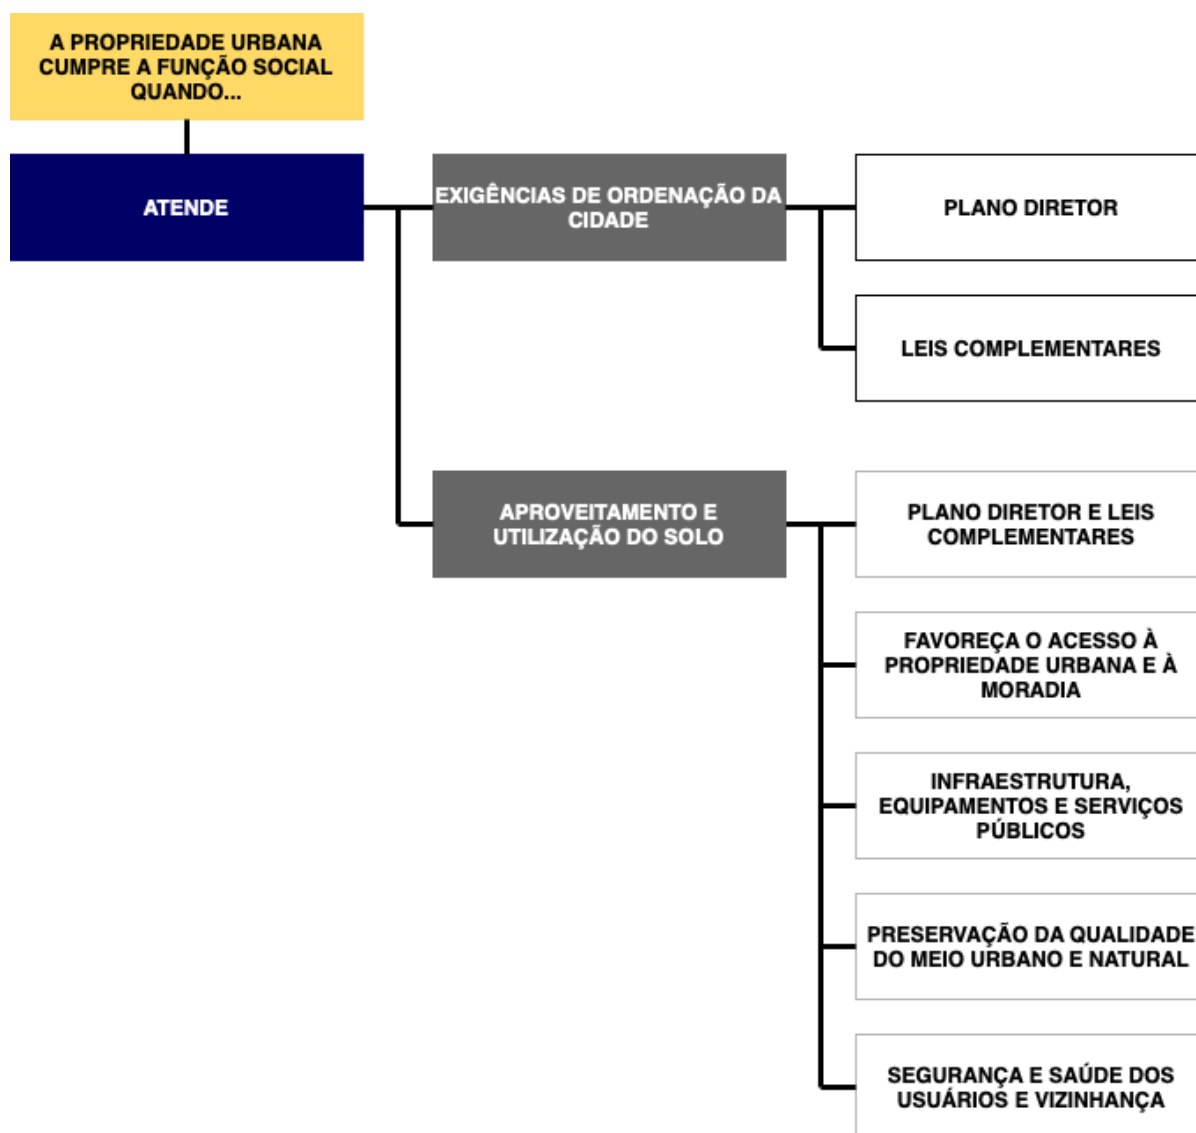 A PROPRIEDADE URBANA
CUMPRE A FUNÇÃO SOCIAL
QUANDO...
ATENDE
EXIGÊNCIAS DE ORDENAÇÃO DA
CIDADE
PLANO DIRETOR
LEIS COMPLEMENTARES
APROVEITAMENTO E
UTILIZAÇÃO DO SOLO
PLANO DIRETOR E LEIS
COMPLEMENTARES
FAVOREÇA O ACESSO À
PROPRIEDADE URBANA E À
MORADIA
INFRAESTRUTURA,
EQUIPAMENTOS E SERVIÇOS
PÚBLICOS
PRESERVAÇÃO DA QUALIDADE
DO MEIO URBANO E NATURAL
SEGURANÇA E SAÚDE DOS
USUÁRIOS E VIZINHANÇA